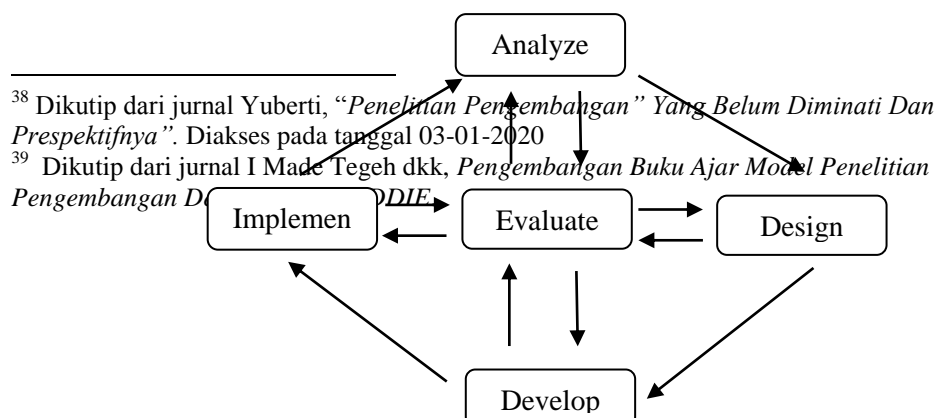 Analyze
38 Dikutip dari jurnal Yuberti, “Penelitian Pengembangan” Yang Belum Diminati Dan
Prespektifnya”. Diakses pada tanggal 03-01-2020
39 Dikutip dari jurnal I Made Tegeh dkk, Pengembangan Buku Ajar Model Penelitian
Pengembangan
Implemen
Evaluate
Design
Develop